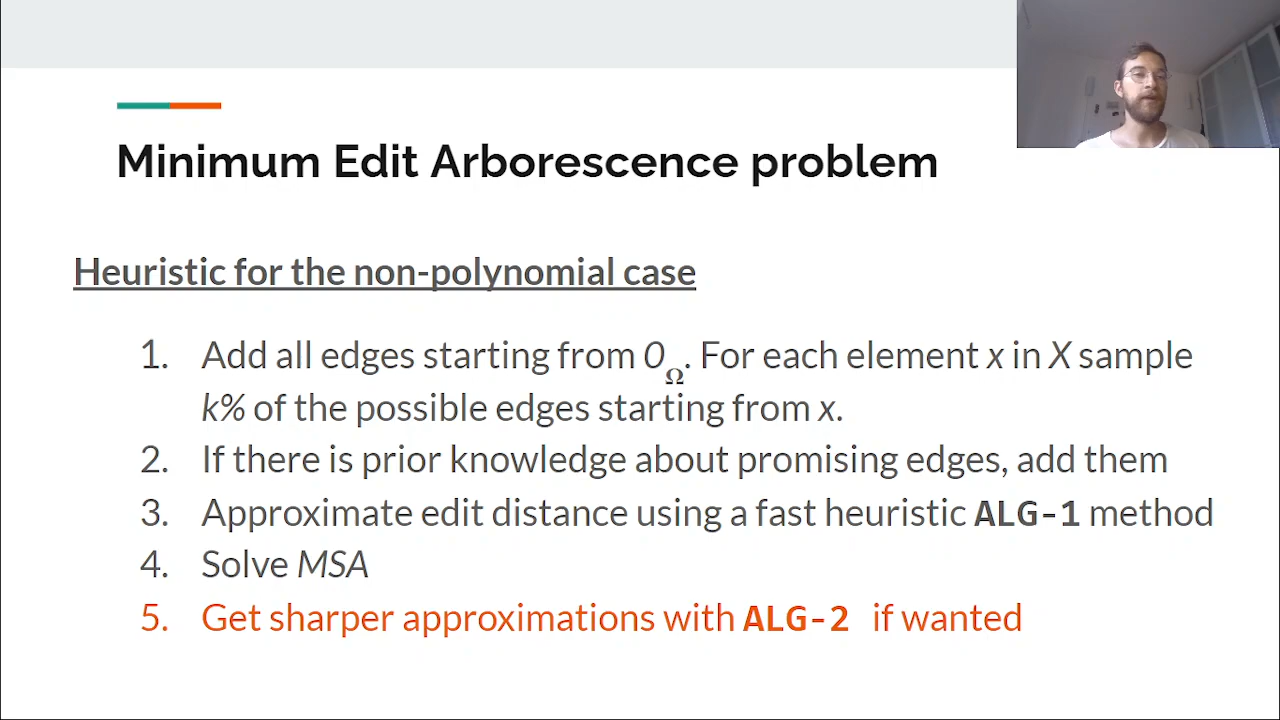 Minimum Edit Arborescence problem
Heuristic for the non-polynomial case
1. Add all edges starting from 0Ω. For each element x in X sample
k% of the possible edges starting from x.
2. If there is prior knowledge about promising edges, add them
3. Approximate edit distance using a fast heuristic ALG-1 method
4. Solve MSA
5. Get sharper approximations with ALG-2 if wanted